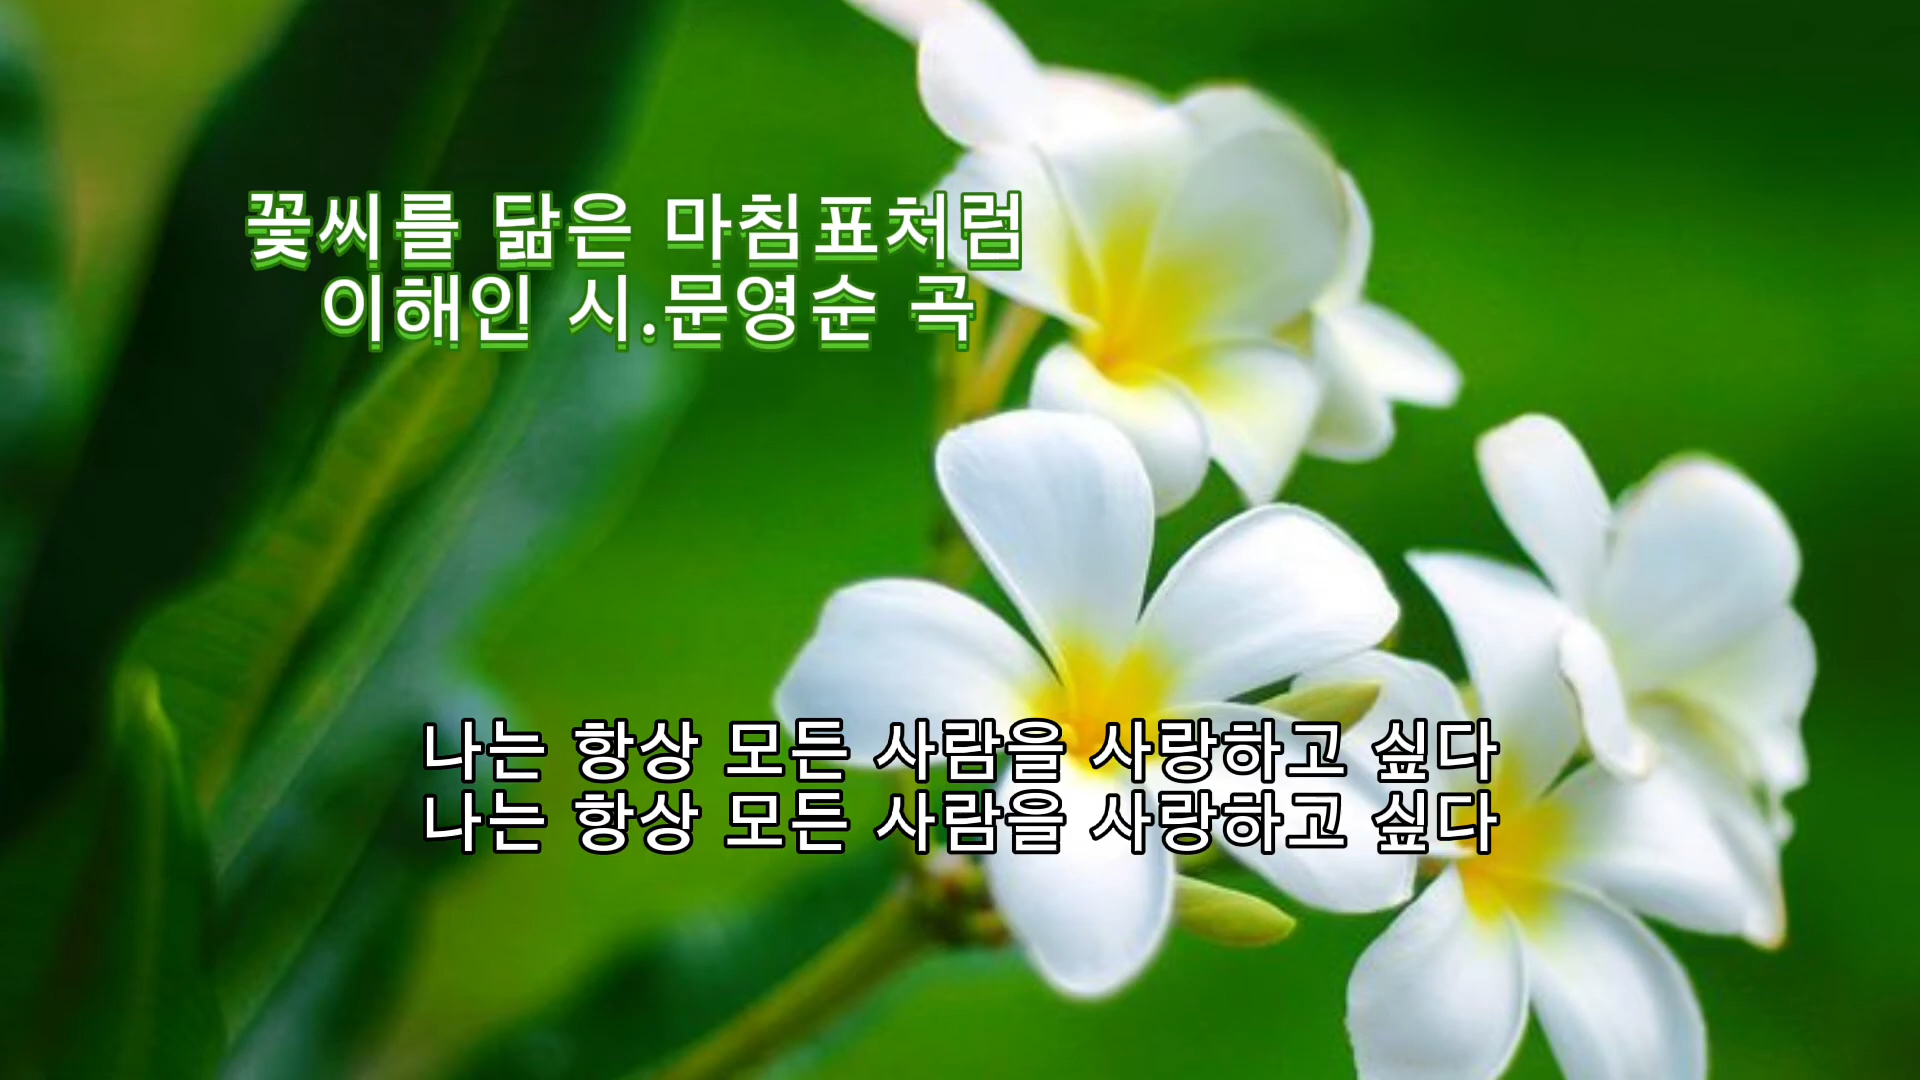 꽃씨를 닮은 마침표처럼
이해인 시.문영순 곡
나는 항상 모든 사람을 사랑하고 싶다
나는 항상 모든 사람을 사랑하고 싶다